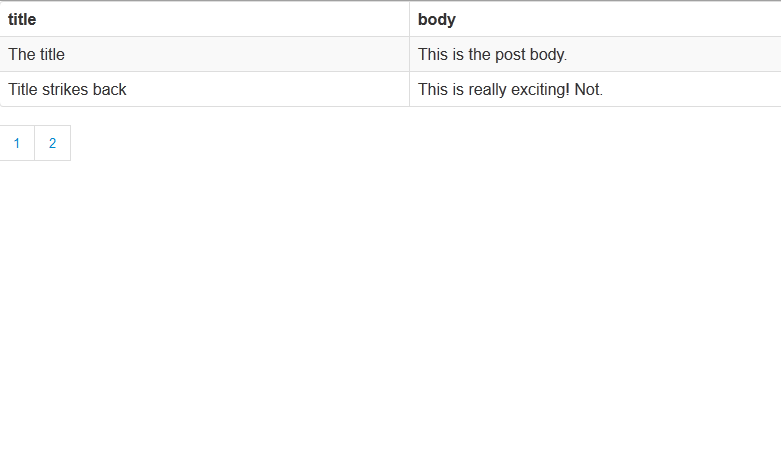 title body
The title This is the post body.
Title strikes back This is really exciting! Not.
1 2